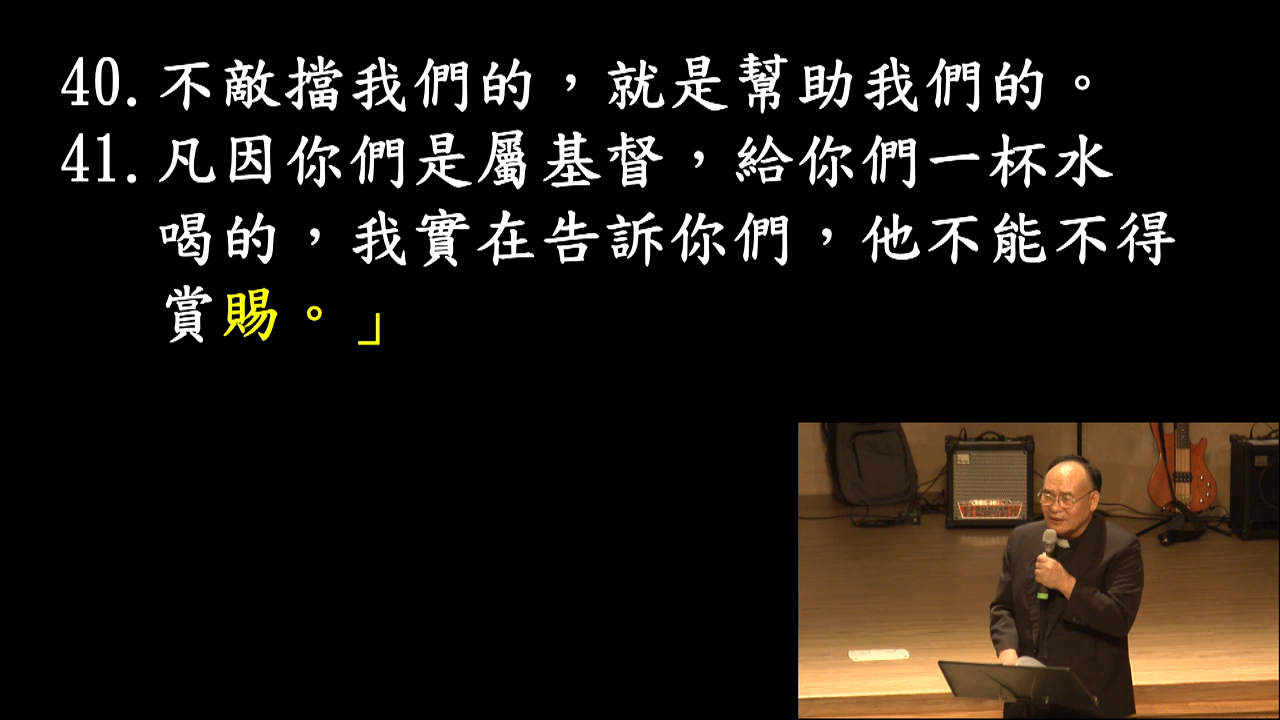 40.不敵擋我們的，就是幫助我們的。
41.凡因你們是屬基督，給你們一杯水
喝的，我實在告訴你們，他不能不得
賞賜。」